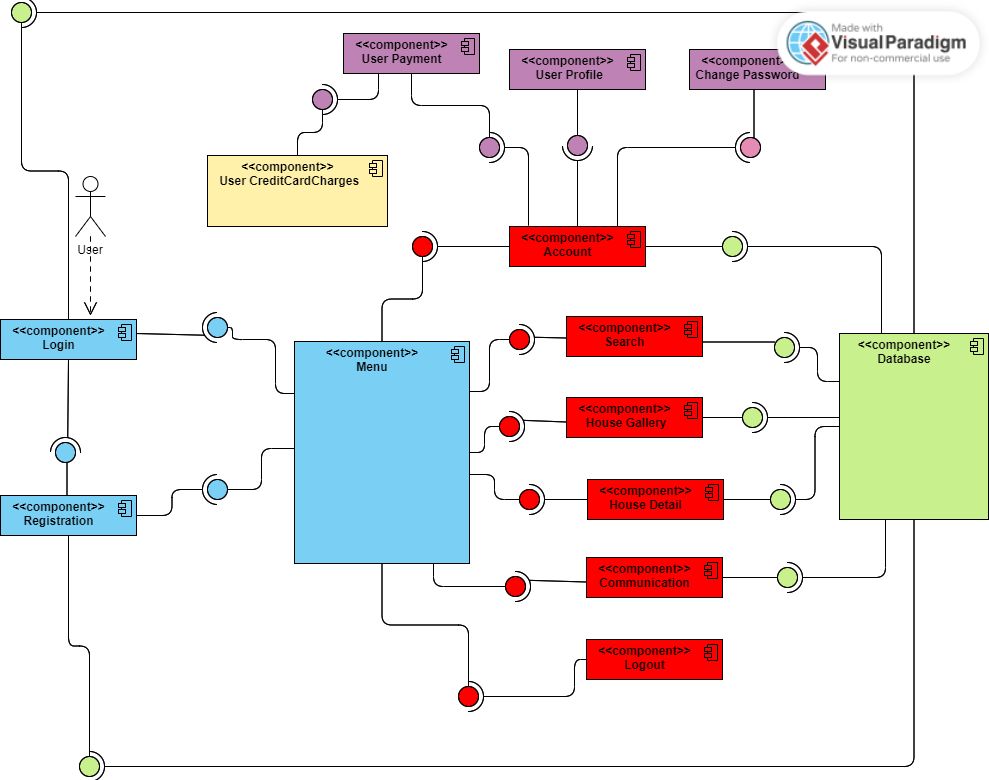 Made with
VisualParadigm
For non-commercial use
<<component>>
User Payment
<<component>>
User Profile
<<component>
Change Password
<<component>>
User CreditCardCharges
User
<<component>>
Account
<<component>>
Login
<<component>>
Menu
<<component>>
Search
<<component>>
Database
<<component>>
House Gallery
<<component>>
House Detail
<<component>>
Registration
<<component>>
Communication
<<component>>
Logout